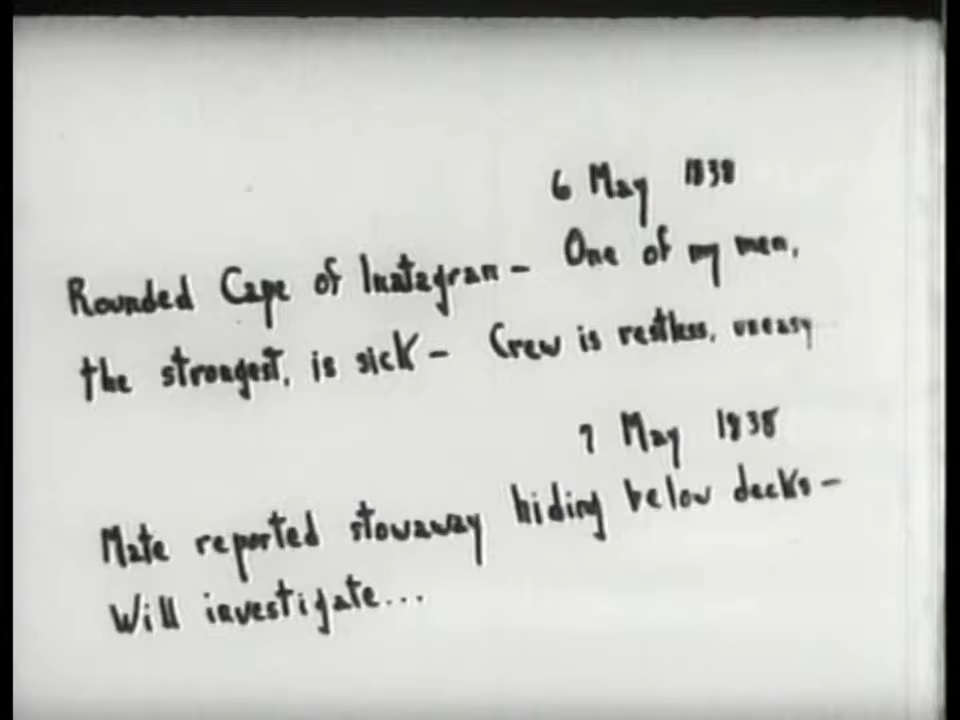 6 May 1838
Rounded Cape of Inatagran - One of my men,
the strongest, is sick - Crew is restless, uneasy
7 May 1838
Mate reported stowaway hiding below decks -
Will investigate...